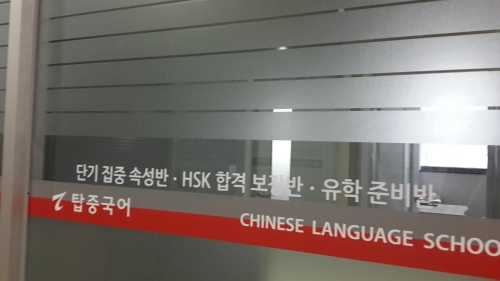 단기 집중 속성반 · HSK 합격 보장반 · 유학 준비반
탑중국어
CHINESE LANGUAGE SCHOO